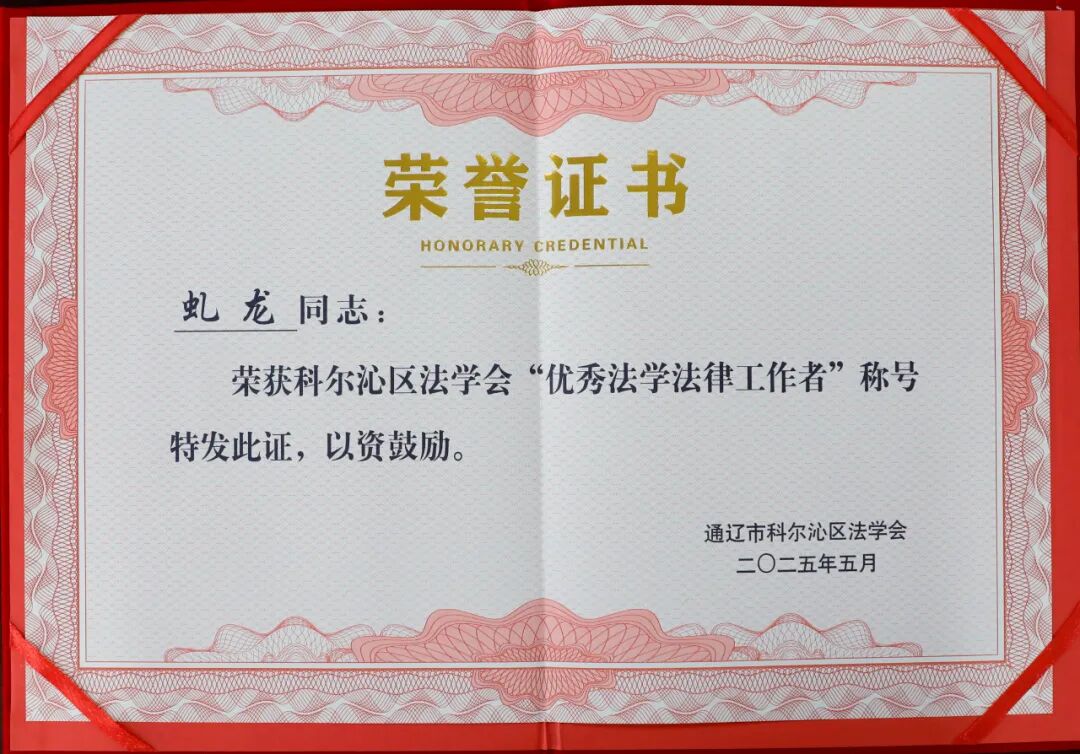 荣誉证书
HONORARY CREDENTIAL
虬龙同志：
荣获科尔沁区法学会“优秀法学法律工作者”称号
特发此证，以资鼓励。
通辽市科尔沁区法学会
二〇二五年五月